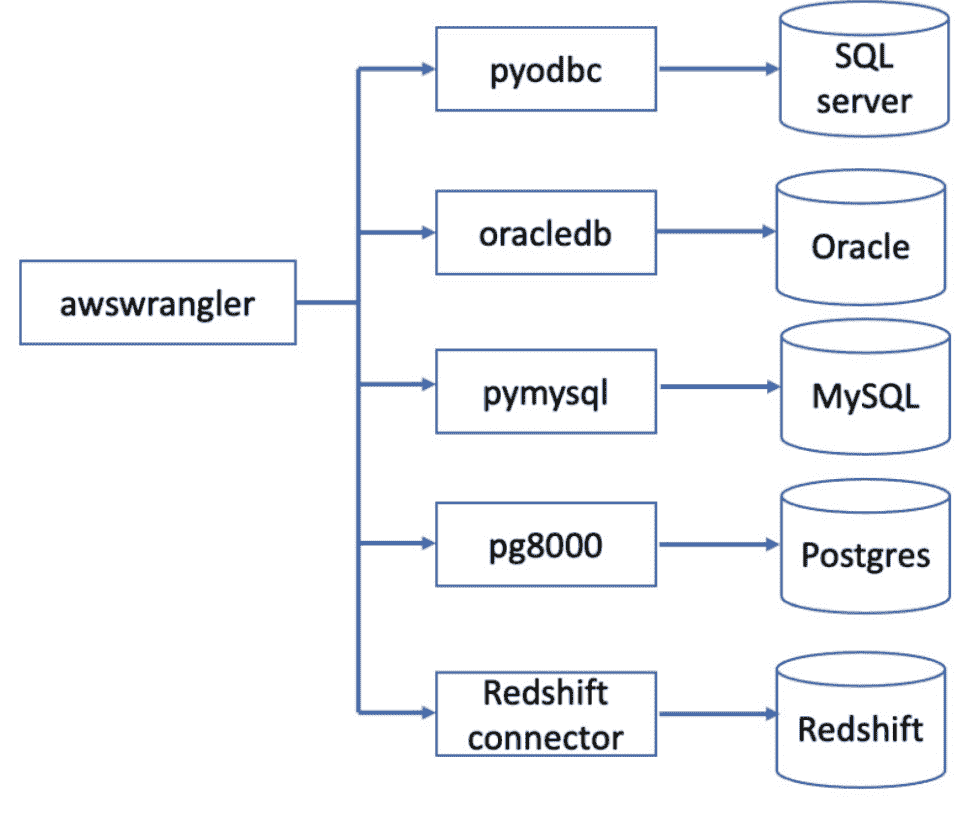 pyodbc
SQL
server
oracledb
Oracle
awswrangler
pymysql
MySQL
pg8000
Postgres
Redshift
connector
Redshift